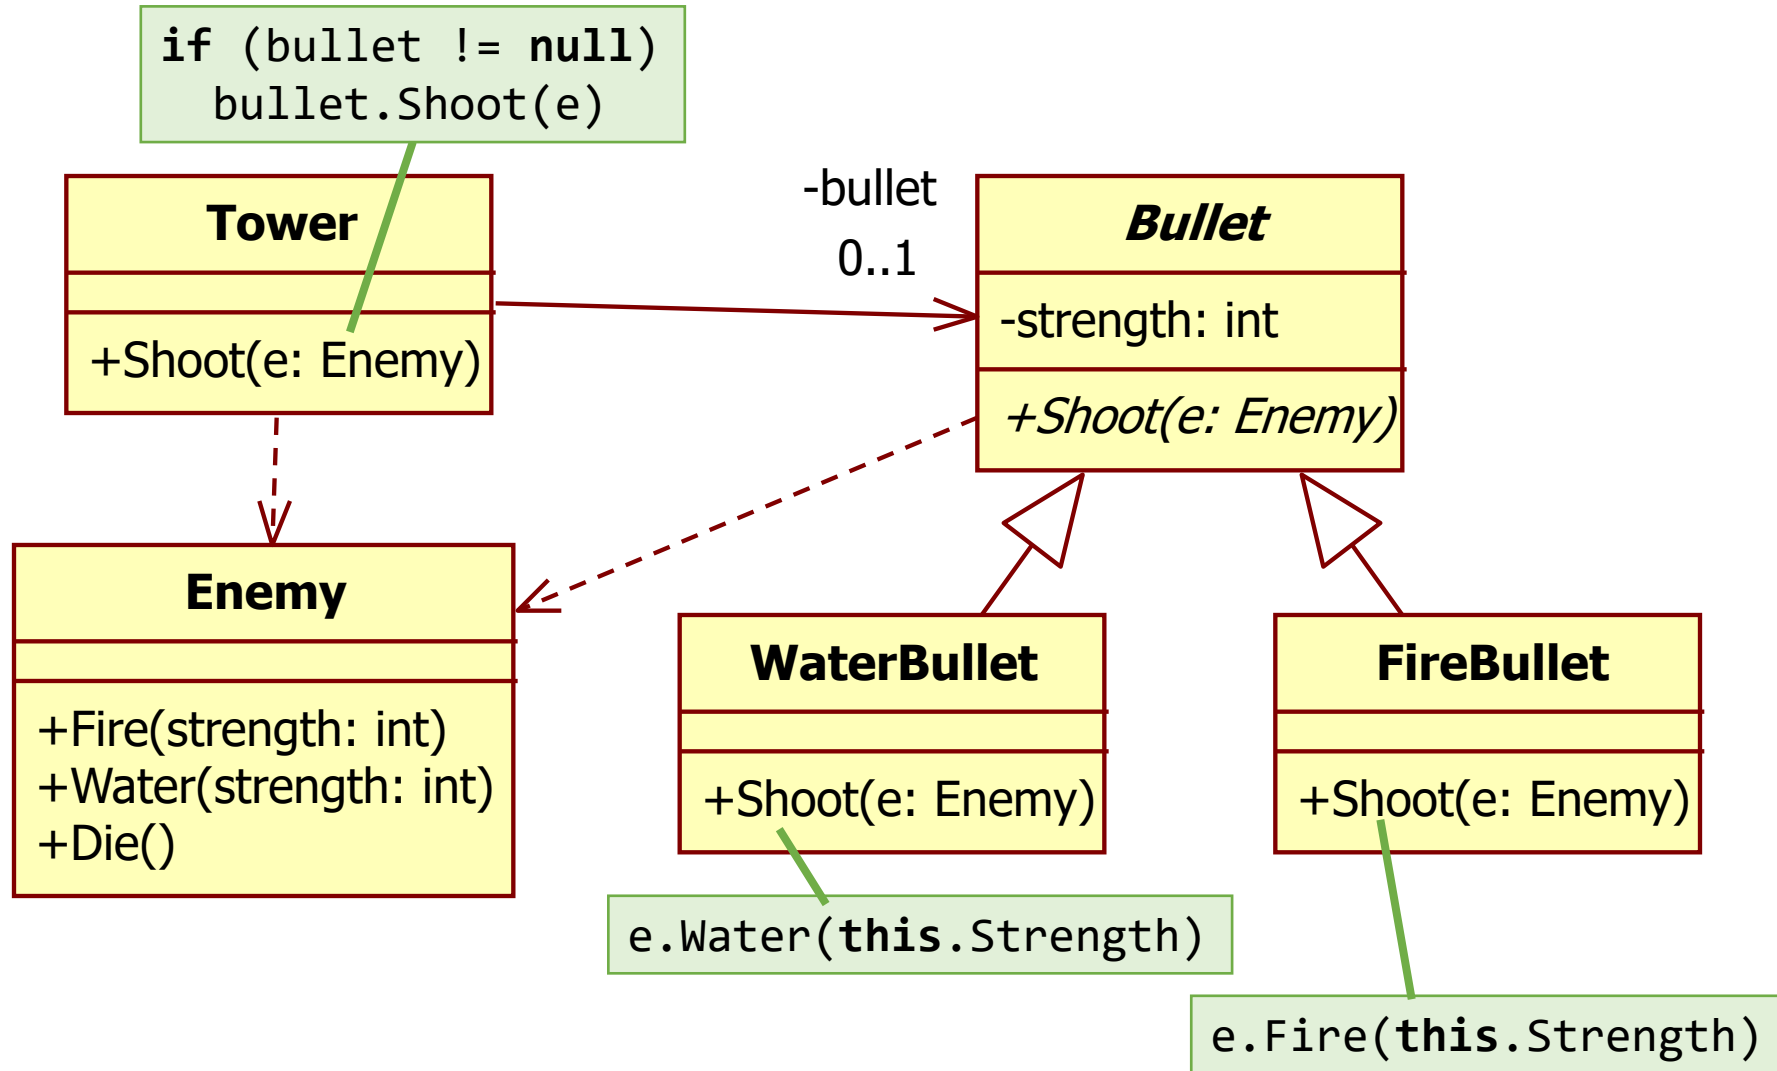 if (bullet != null)
bullet.Shoot(e)
Tower
+Shoot(e: Enemy)
-bullet
0..1
Bullet
-strength: int
+Shoot(e: Enemy)
Enemy
+Fire(strength: int)
+Water(strength: int)
+Die()
WaterBullet
+Shoot(e: Enemy)
FireBullet
+Shoot(e: Enemy)
e.Water(this.Strength)
e.Fire(this.Strength)